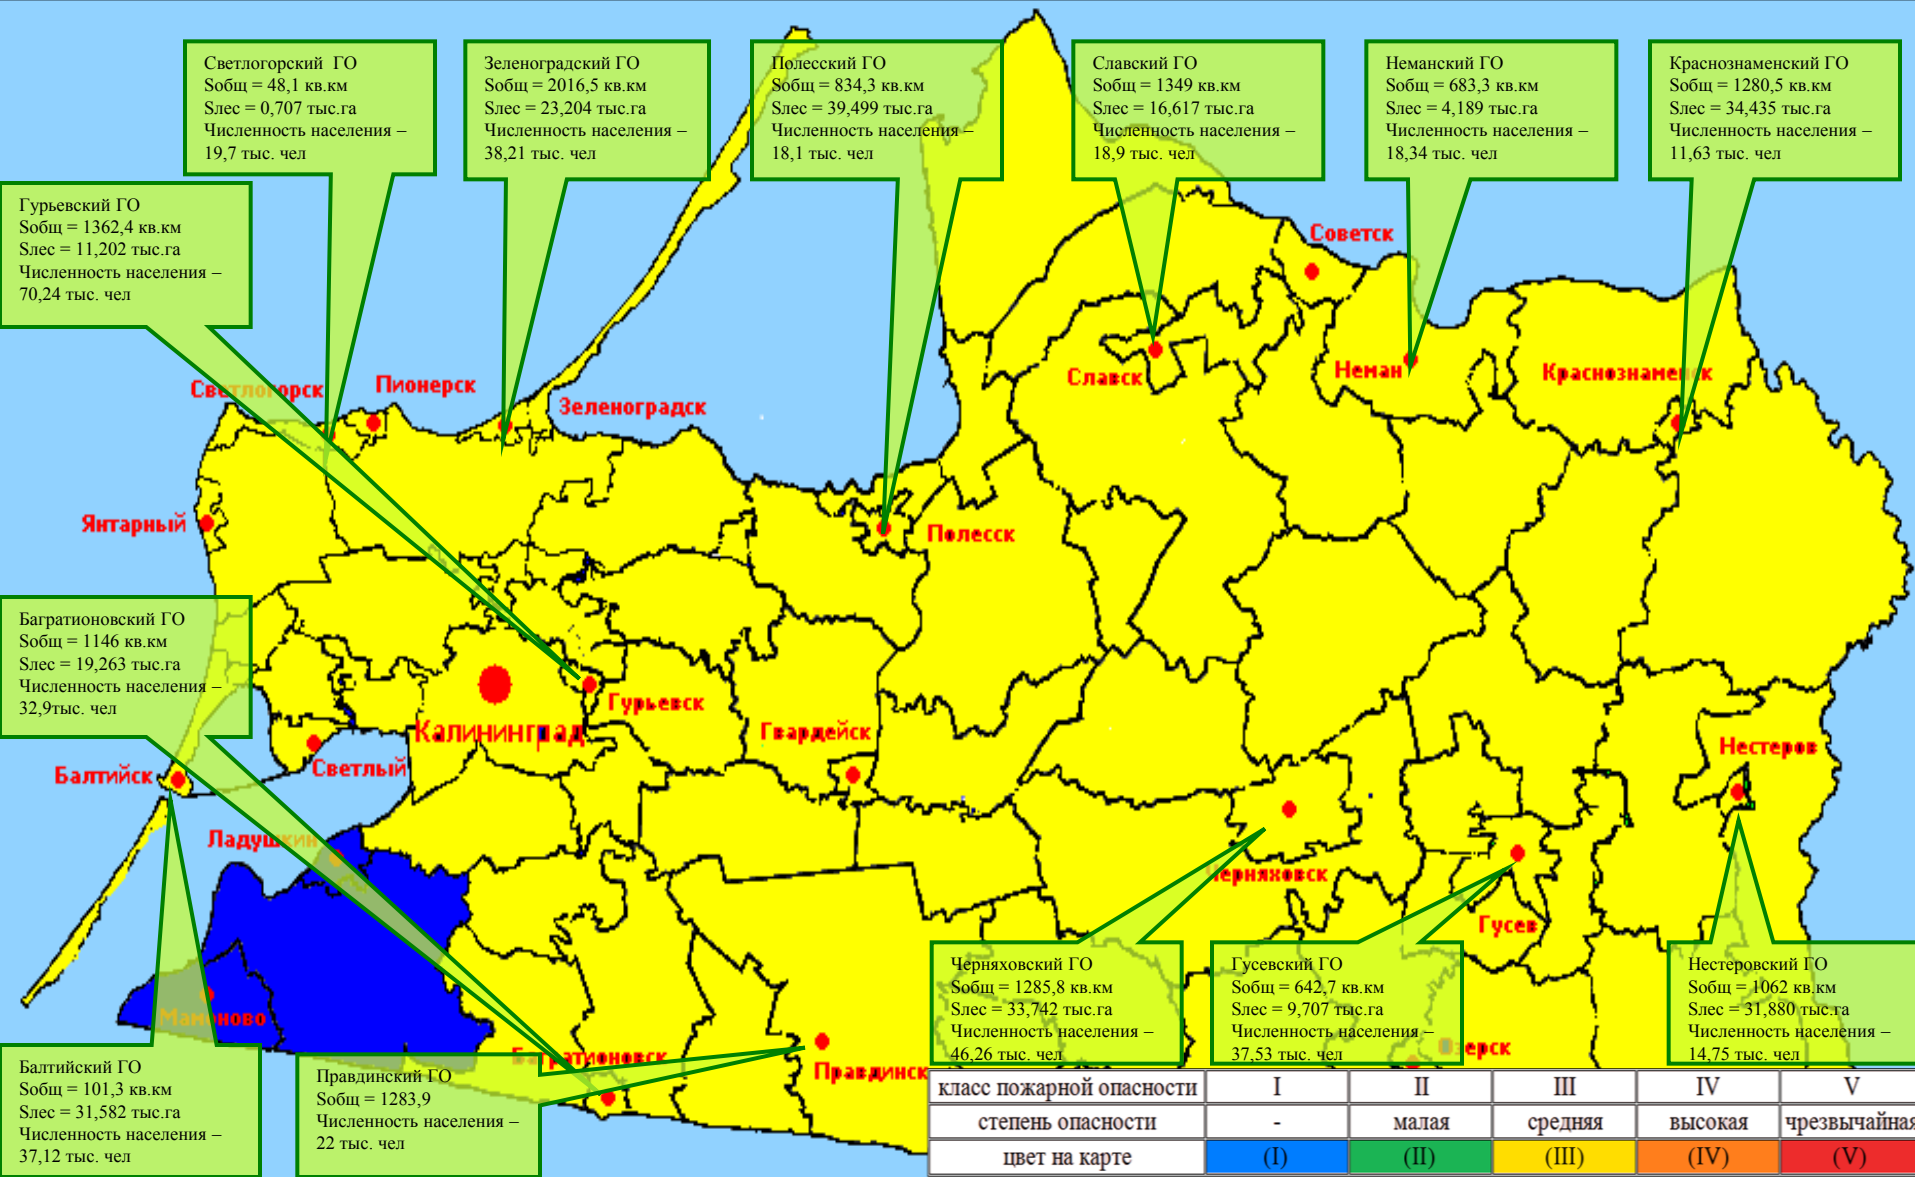 Светлогорский ГО
Sобщ = 48,1 кв.км
Sлес = 0,707 тыс.га
Численность населения –
19,7 тыс. чел
Зеленоградский ГО
Sобщ = 2016,5 кв.км
Sлес = 23,204 тыс.га
Численность населения –
38,21 тыс. чел
Полесский ГО
Sобщ = 834,3 кв.км
Sлес = 39,499 тыс.га
Численность населения –
18,1 тыс. чел
Славский ГО
Sобщ = 1349 кв.км
Sлес = 16,617 тыс.га
Численность населения –
18,9 тыс. чел
Неманский ГО
Sобщ = 683,3 кв.км
Sлес = 4,189 тыс.га
Численность населения –
18,34 тыс. чел
Краснознаменский ГО
Sобщ = 1280,5 кв.км
Sлес = 34,435 тыс.га
Численность населения –
11,63 тыс. чел
Гурьевский ГО
Sобщ = 1362,4 кв.км
Sлес = 11,202 тыс.га
Численность населения –
70,24 тыс. чел
Советск
Славск
Неман
Краснознаменск
Светлогорск
Пионерск
Зеленоградск
Янтарный
Полесск
Багратионовский ГО
Sобщ = 1146 кв.км
Sлес = 19,263 тыс.га
Численность населения –
32,9тыс. чел
Гурьевск
Калининград
Гвардейск
Нестеров
Балтийск
Светлый
Ладушкин
Черняховск
Гусев
Мамоново
Багратионовск
Правдинск
Озерск
Черняховский ГО
Sобщ = 1285,8 кв.км
Sлес = 33,742 тыс.га
Численность населения –
46,26 тыс. чел
Гусевский ГО
Sобщ = 642,7 кв.км
Sлес = 9,707 тыс.га
Численность населения –
37,53 тыс. чел
Нестеровский ГО
Sобщ = 1062 кв.км
Sлес = 31,880 тыс.га
Численность населения –
14,75 тыс. чел
Балтийский ГО
Sобщ = 101,3 кв.км
Sлес = 31,582 тыс.га
Численность населения –
37,12 тыс. чел
Правдинский ГО
Sобщ = 1283,9
Численность населения –
22 тыс. чел
класс пожарной опасности I II III IV V
степень опасности - малая средняя высокая чрезвычайная
цвет на карте (I) (II) (III) (IV) (V)